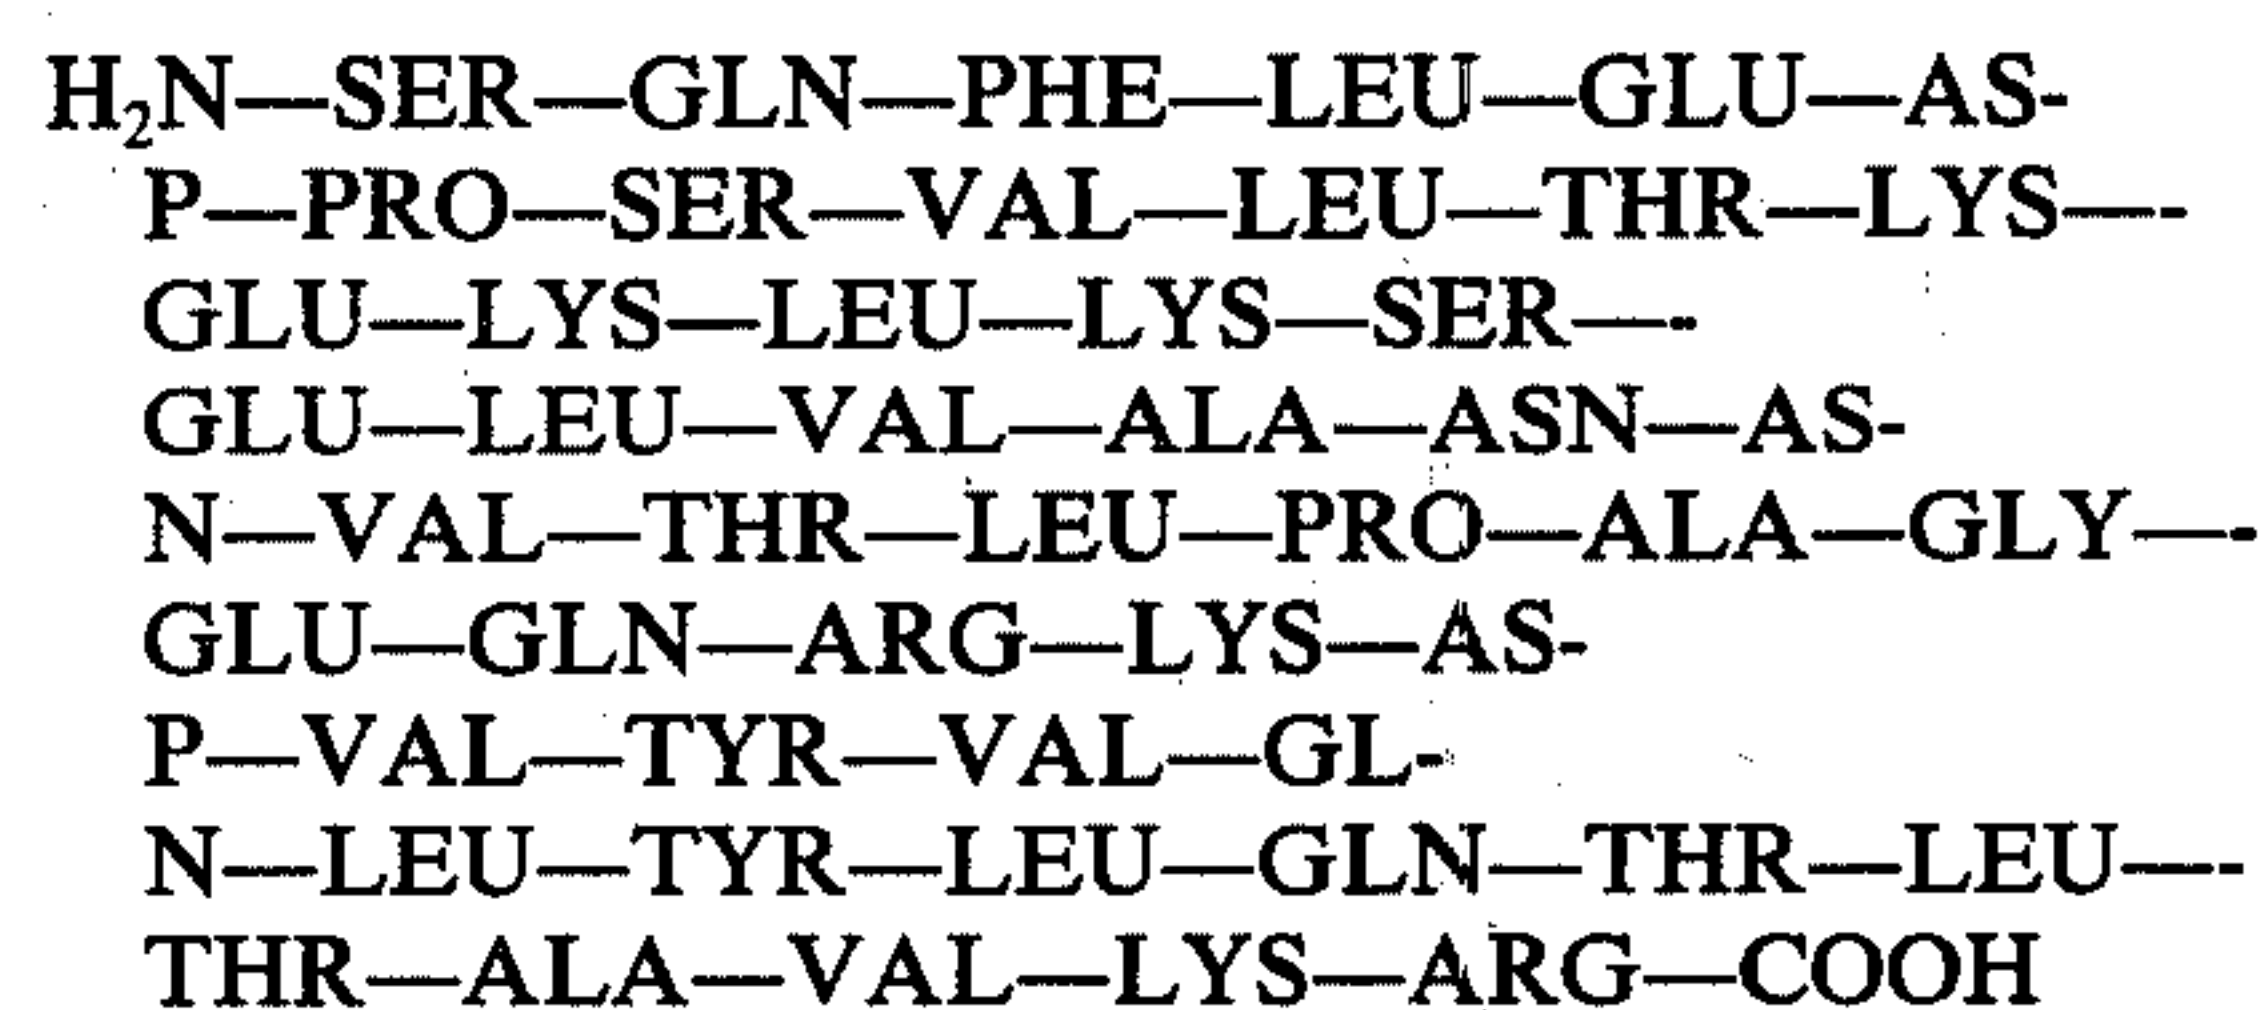 H₂N—SER—GLN—PHE—LEU—GLU—AS-
P—PRO—SER—VAL—LEU—THR—LYS—-
GLU—LYS—LEU—LYS—SER—-
GLU—LEU—VAL—ALA—ASN—AS-
N—VAL—THR—LEU—PRO—ALA—GLY—-
GLU—GLN—ARG—LYS—AS-
P—VAL—TYR—VAL—GL-
N—LEU—TYR—LEU—GLN—THR—LEU—-
THR—ALA—VAL—LYS—ARG—COOH